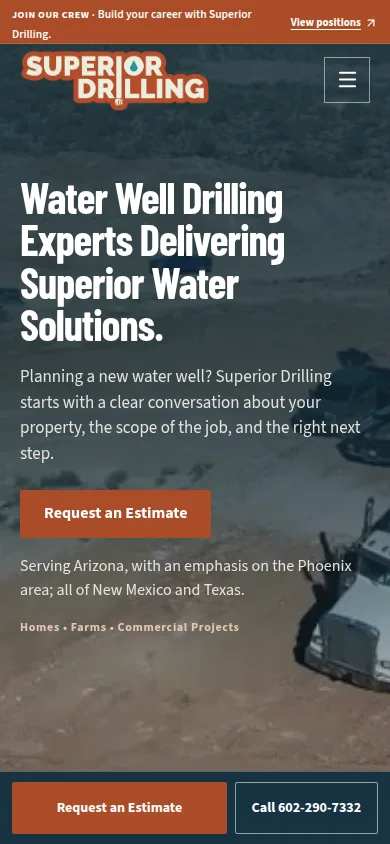 JOIN OUR CREW · Build your career with Superior
Drilling.
View positions
SUPERIOR
DRILLING
Water Well Drilling
Experts Delivering
Superior Water
Solutions.
Planning a new water well? Superior Drilling
starts with a clear conversation about your
property, the scope of the job, and the right next
step.
Request an Estimate
Serving Arizona, with an emphasis on the Phoenix
area; all of New Mexico and Texas.
Homes • Farms • Commercial Projects
Request an Estimate
Call 602-290-7332